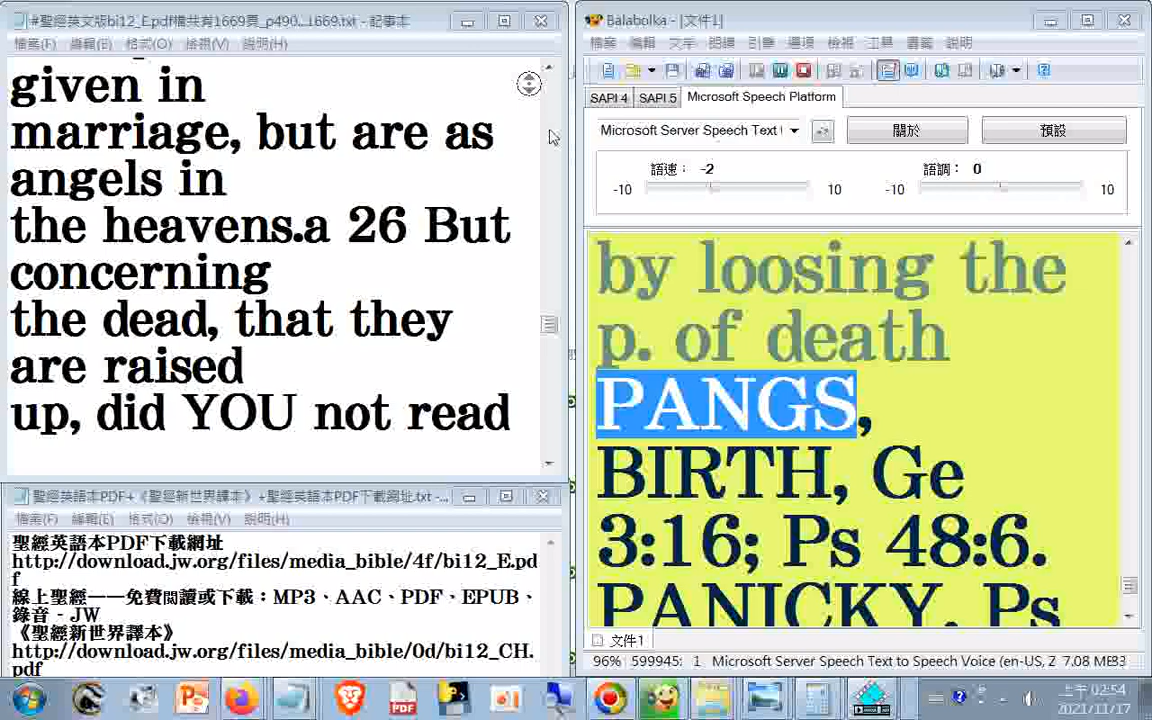 #聖經英文版bi12_E.pdf檔共有1669頁_p490...1669.txt - 記事本
檔案(F) 編輯(E) 格式(O) 檢視(V) 說明(H)
given in
marriage, but are as
angels in
the heavens.a 26 But
concerning
the dead, that they
are raised
up, did YOU not read
聖經英語本PDF+《聖經新世界譯本》+聖經英語本PDF下載網址.txt -...
檔案(F) 編輯(E) 格式(O) 檢視(V) 說明(H)
聖經英語本PDF下載網址
http://download.jw.org/files/media_bible/4f/bi12_E.pd
f
線上聖經——免費閱讀或下載：MP3、AAC、PDF、EPUB、
錄音 - JW
《聖經新世界譯本》
http://download.jw.org/files/media_bible/0d/bi12_CH.
pdf
Balabolka - [文件1]
檔案 編輯 文字 朗讀 引擎 選項 檢視 工具 書籤 說明
SAPI 4 SAPI 5 Microsoft Speech Platform
Microsoft Server Speech Text 關於 預設
語速： -2 語調： 0
-10 10 -10 10
by loosing the
p. of death
PANGS,
BIRTH, Ge
3:16; Ps 48:6.
PANICKY, Ps
文件1
96% 599945: 1 Microsoft Server Speech Text to Speech Voice (en-US, Z 7.08 MB
上午 02:54
2021/11/17